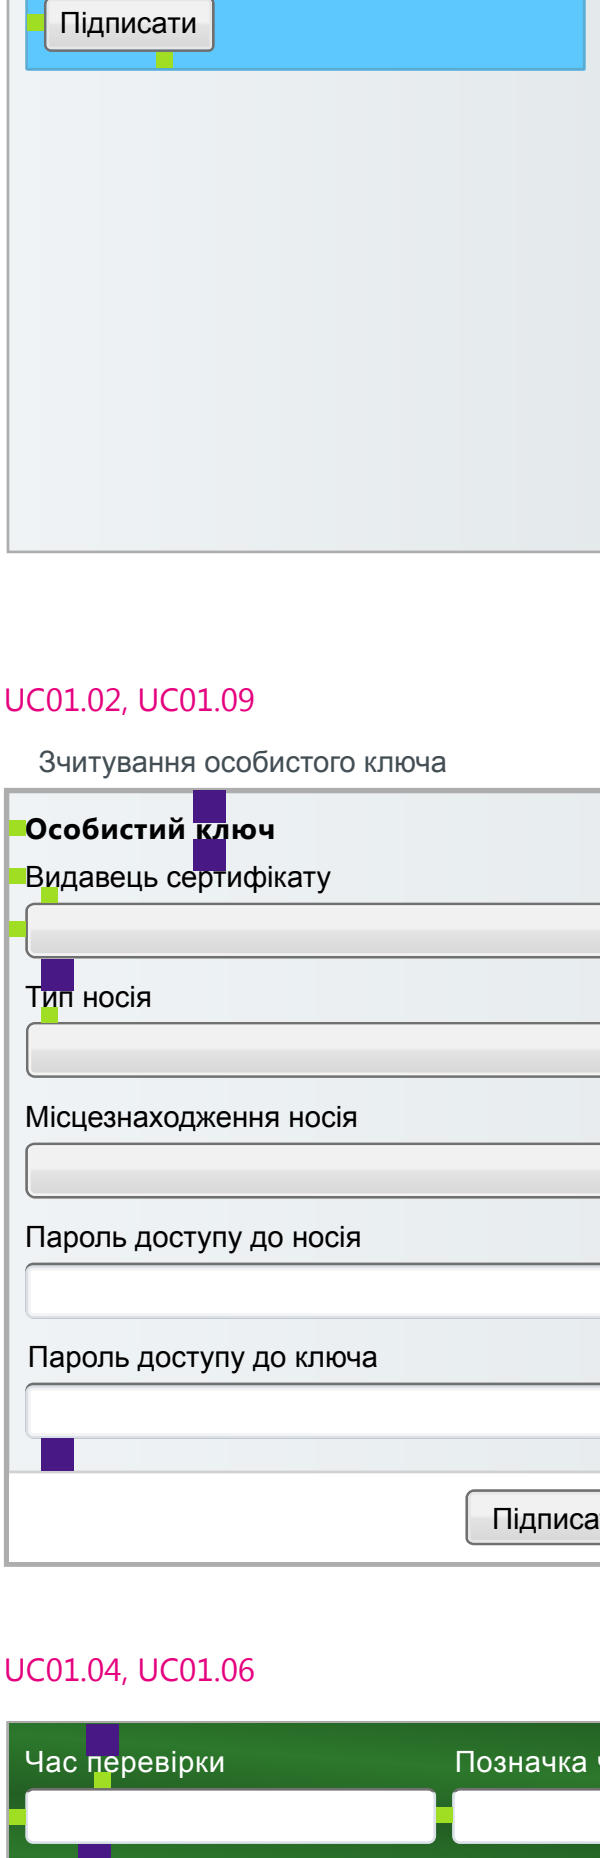 Підписати
UC01.02, UC01.09
Зчитування особистого ключа
Особистий ключ
Видавець сертифікату
Тип носія
Місцезнаходження носія
Пароль доступу до носія
Пароль доступу до ключа
UC01.04, UC01.06
Час перевірки Позначка